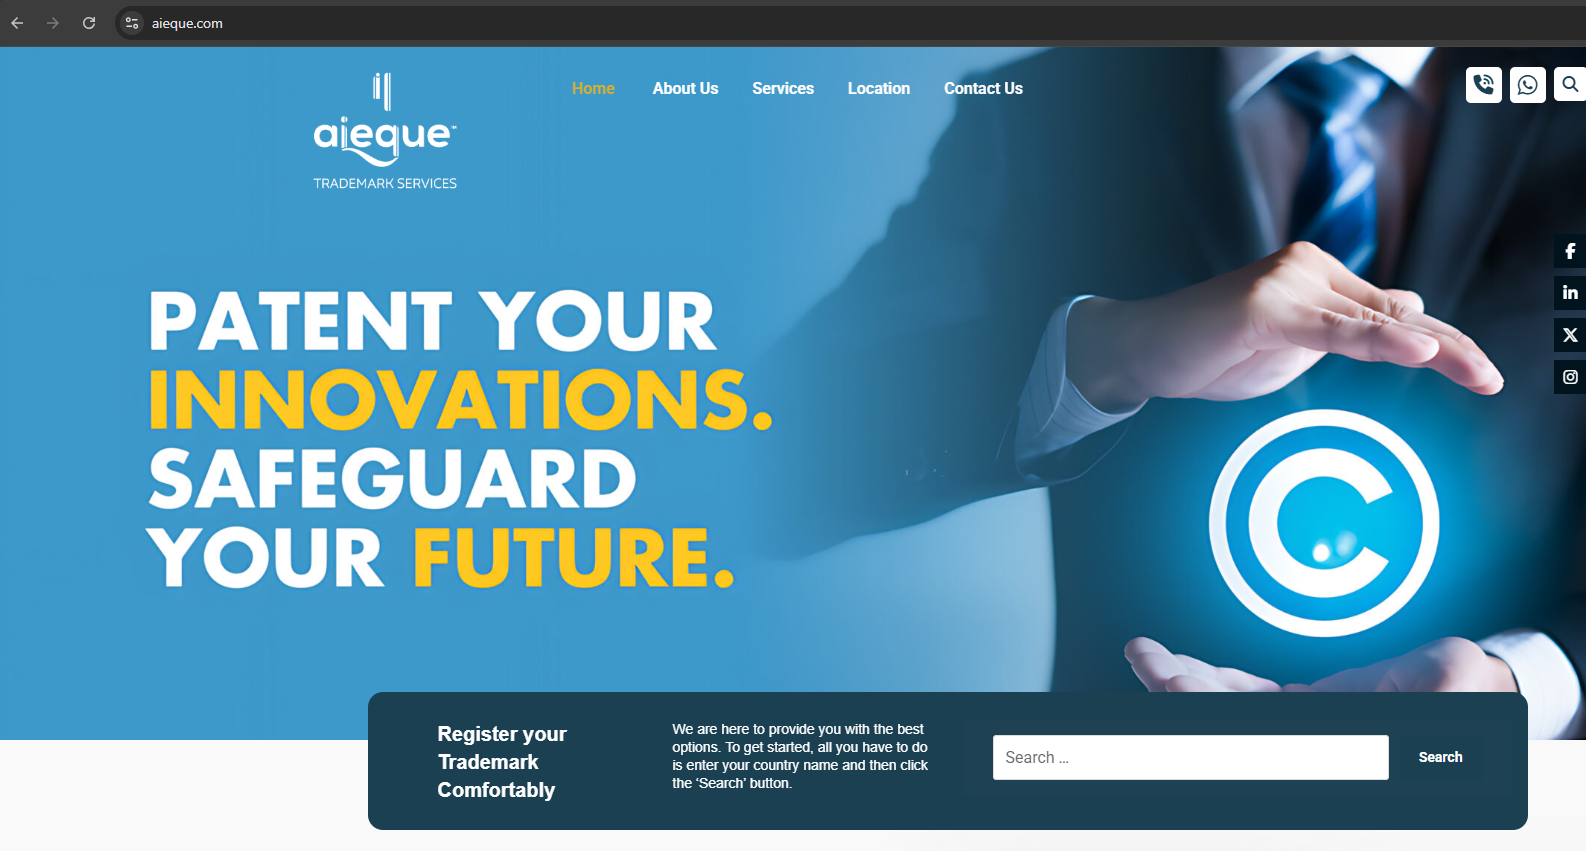 aieque.com
aieque
TRADEMARK SERVICES
Home
About Us
Services
Location
Contact Us
PATENT YOUR
INNOVATIONS.
SAFEGUARD
YOUR FUTURE.
Register your
Trademark
Comfortably
We are here to provide you with the best
options. To get started, all you have to do
is enter your country name and then click
the ‘Search’ button.
Search …
Search